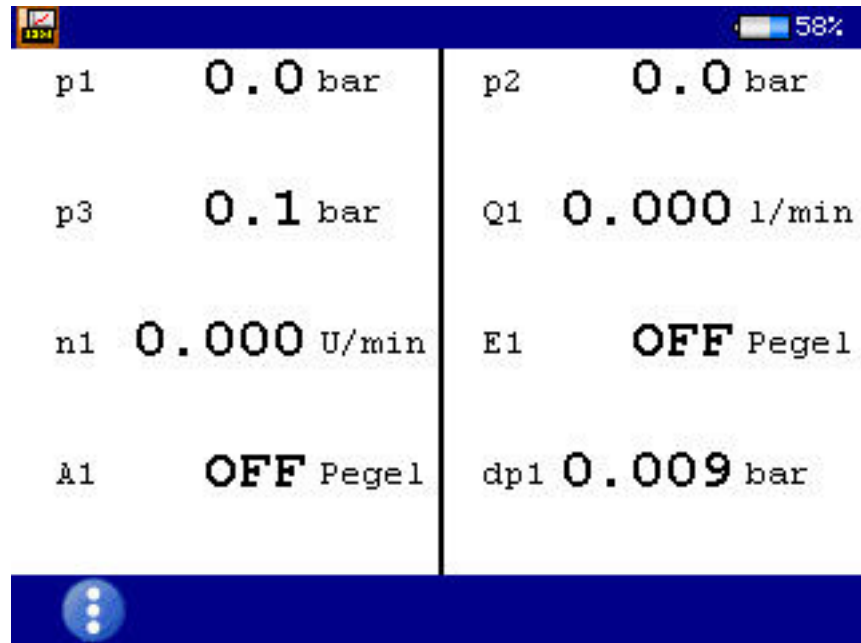 58%
p1 0.0 bar
p2 0.0 bar
p3 0.1 bar
Q1 0.000 l/min
n1 0.000 U/min
E1 OFF Pegel
A1 OFF Pegel
dp1 0.009 bar